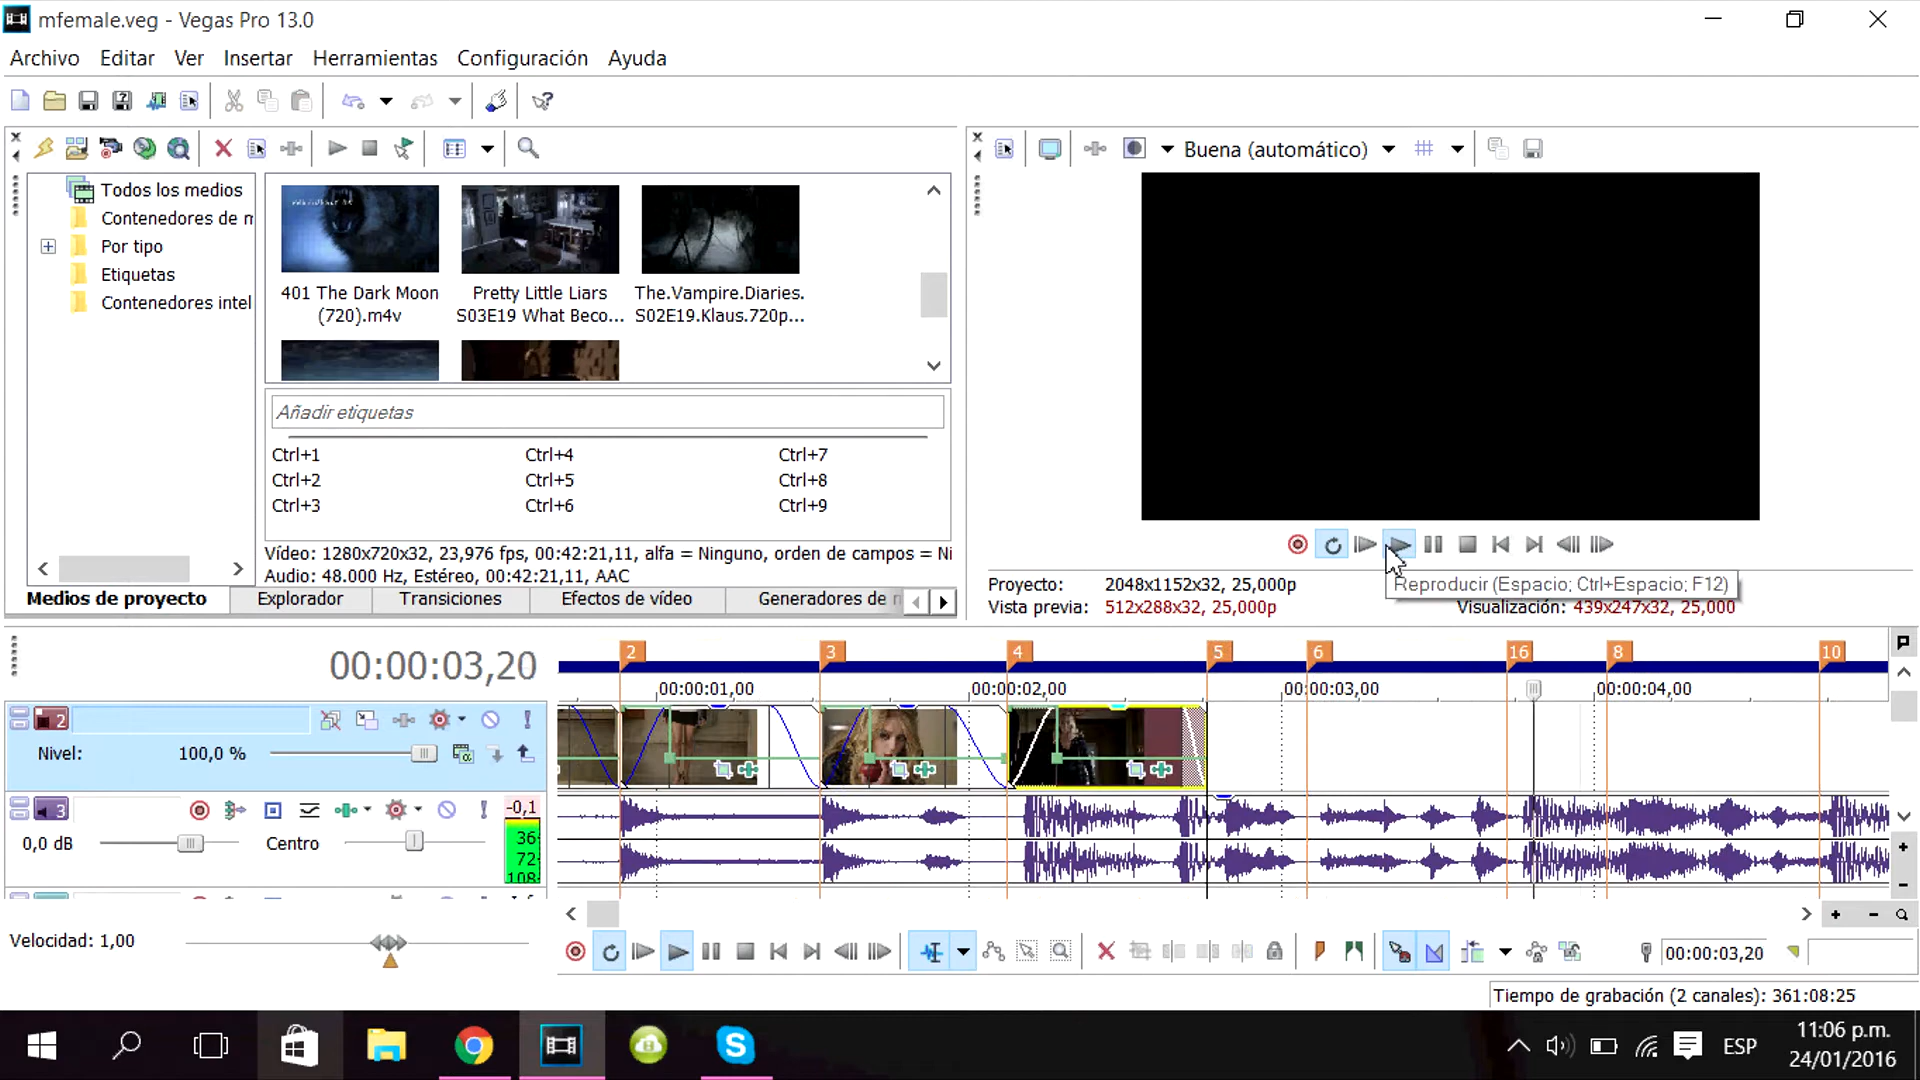 mfemale.veg - Vegas Pro 13.0
Archivo Editar Ver Insertar Herramientas Configuración Ayuda
Buena (automático)
Todos los medios
Contenedores de m
Por tipo
Etiquetas
Contenedores intel
401 The Dark Moon
(720).m4v
Pretty Little Liars
S03E19 What Beco...
The.Vampire.Diaries.
S02E19.Klaus.720p...
Añadir etiquetas
Ctrl+1 Ctrl+4 Ctrl+7
Ctrl+2 Ctrl+5 Ctrl+8
Ctrl+3 Ctrl+6 Ctrl+9
Vídeo: 1280x720x32, 23,976 fps, 00:42:21,11, alfa = Ninguno, orden de campos = Ni
Audio: 48.000 Hz, Estéreo, 00:42:21,11, AAC
Medios de proyecto Explorador Transiciones Efectos de vídeo Generadores de n
Proyecto: 2048x1152x32, 25,000p
Reproducir (Espacio; Ctrl+Espacio; F12)
Vista previa: 512x288x32, 25,000p Visualización: 439x247x32, 25,000
00:00:03,20
2 3 4 5 6 16 8 10
00:00:01,00 00:00:02,00 00:00:03,00 00:00:04,00
2
Nivel: 100,0 %
3
-0,1
0,0 dB Centro
36
72
108
Velocidad: 1,00
00:00:03,20
Tiempo de grabación (2 canales): 361:08:25
ESP
11:06 p.m.
24/01/2016